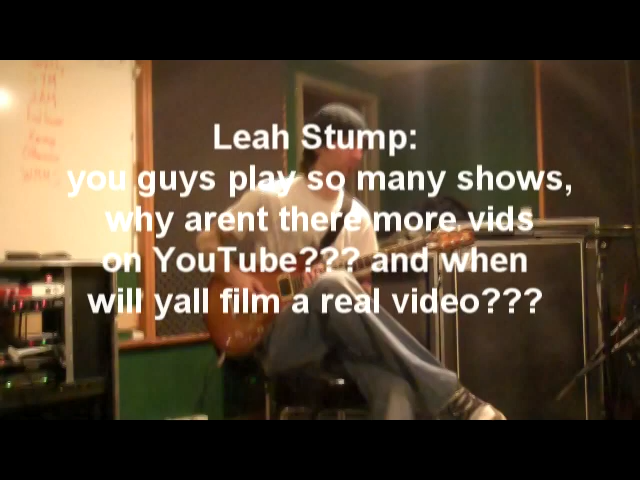 Leah Stump:
you guys play so many shows,
why arent there more vids
on YouTube??? and when
will yall film a real video???